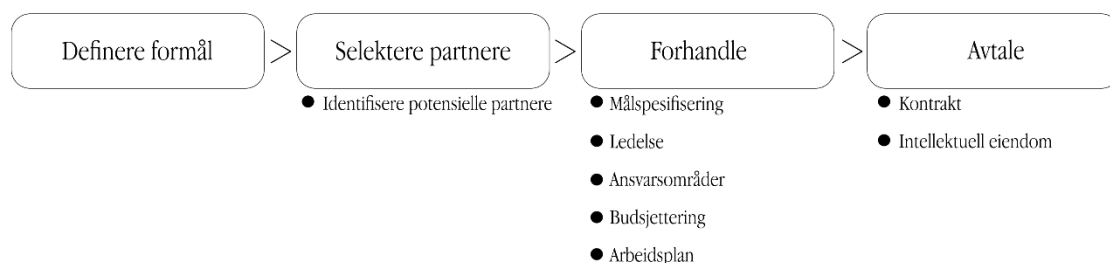 Definere formål > Selektere partnere > Forhandle > Avtale
● Identifisere potensielle partnere
● Målspesifisering
● Ledelse
● Ansvarsområder
● Budsjettering
● Arbeidsplan
● Kontrakt
● Intellektuell eiendom